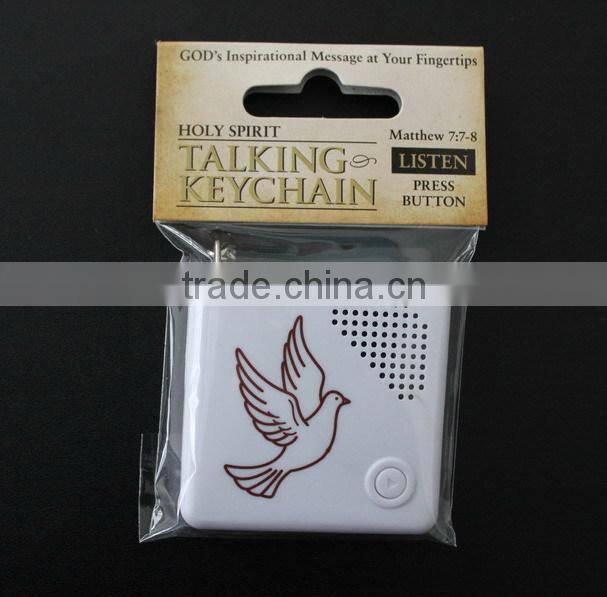 GOD's Inspirational Message at Your Fingertips
HOLY SPIRIT
TALKING
KEYCHAIN
Matthew 7:7-8
LISTEN
PRESS
BUTTON
trade.china.cn